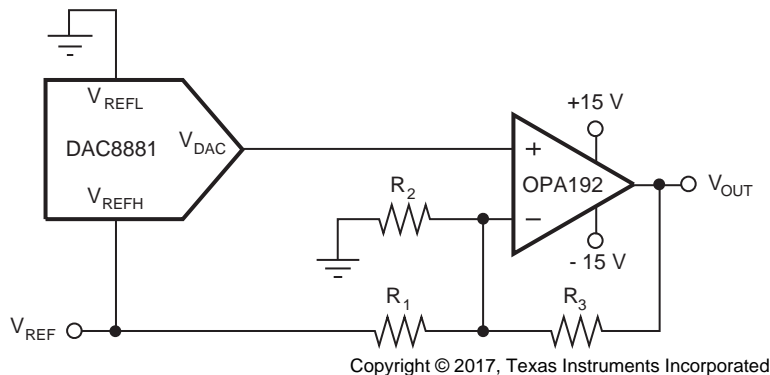 V_REFL
DAC8881
V_DAC
V_REFH
+15 V
OPA192
- 15 V
+
−
V_OUT
R_2
R_1
R_3
V_REF
Copyright © 2017, Texas Instruments Incorporated